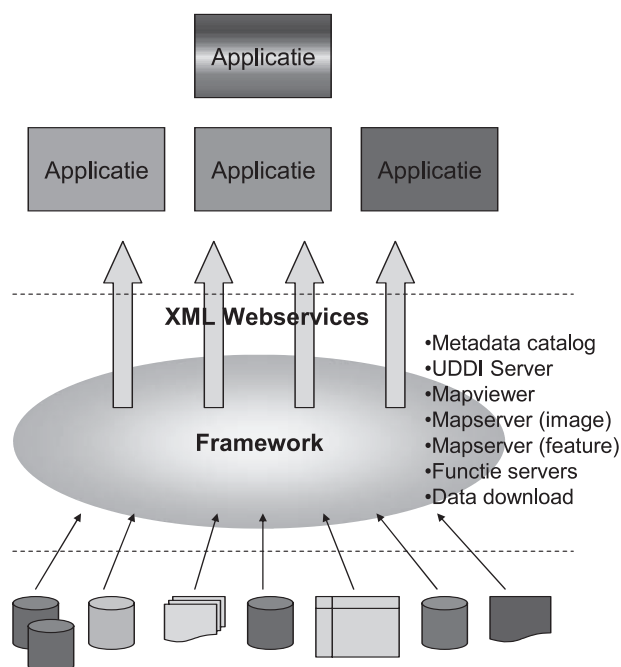 Applicatie
Applicatie
Applicatie
Applicatie
XML Webservices
•Metadata catalog
•UDDI Server
•Mapviewer
•Mapserver (image)
•Mapserver (feature)
•Functie servers
•Data download
Framework